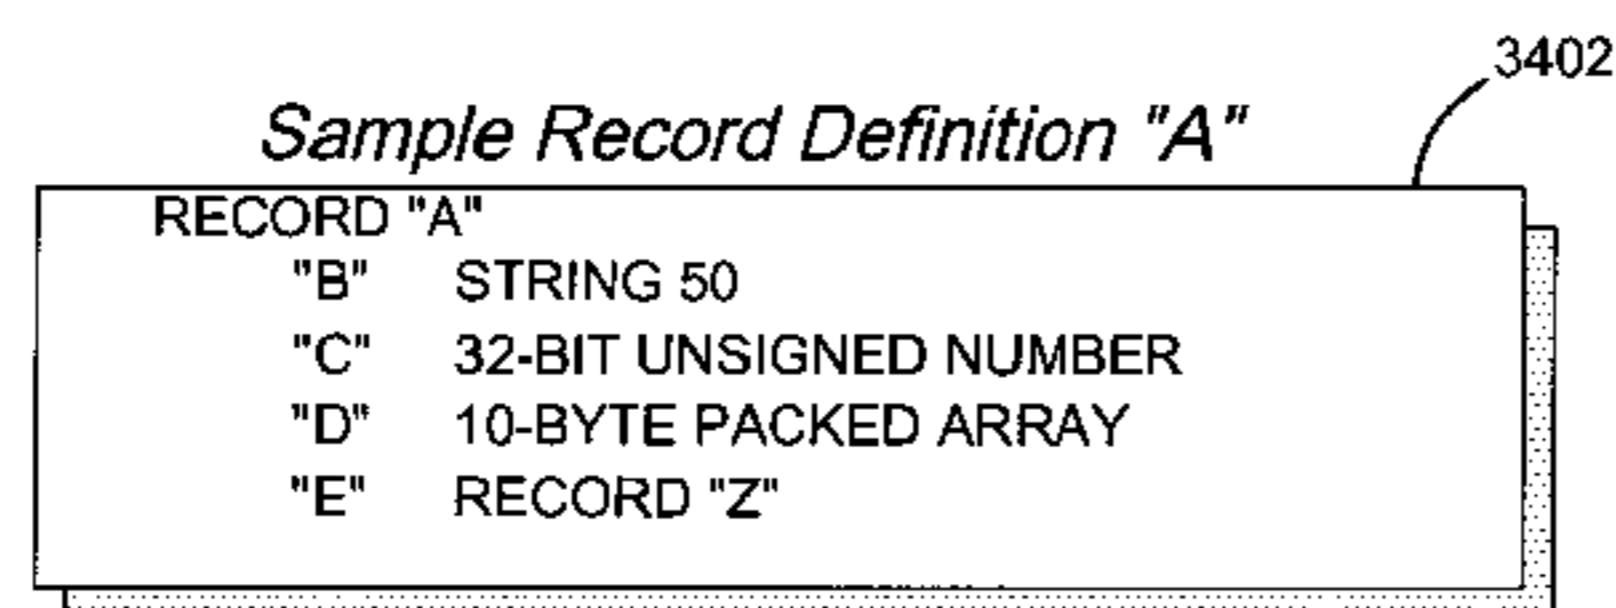 3402
Sample Record Definition "A"
RECORD "A"
"B" STRING 50
"C" 32-BIT UNSIGNED NUMBER
"D" 10-BYTE PACKED ARRAY
"E" RECORD "Z"